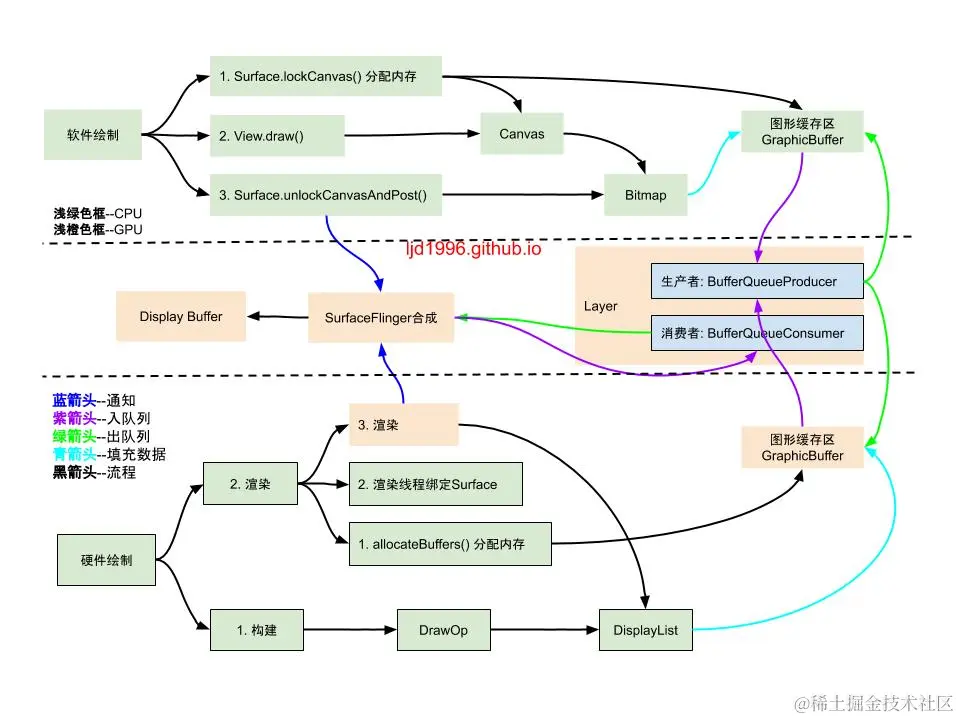 1. Surface.lockCanvas() 分配内存
软件绘制
2. View.draw()
Canvas
图形缓存区
GraphicBuffer
3. Surface.unlockCanvasAndPost()
Bitmap
浅绿色框--CPU
浅橙色框--GPU
ljd1996.github.io
Layer
生产者: BufferQueueProducer
消费者: BufferQueueConsumer
Display Buffer
SurfaceFlinger合成
蓝箭头--通知
紫箭头--入队列
绿箭头--出队列
青箭头--填充数据
黑箭头--流程
3. 渲染
图形缓存区
GraphicBuffer
2. 渲染
2. 渲染线程绑定Surface
1. allocateBuffers() 分配内存
硬件绘制
1. 构建
DrawOp
DisplayList
@稀土掘金技术社区